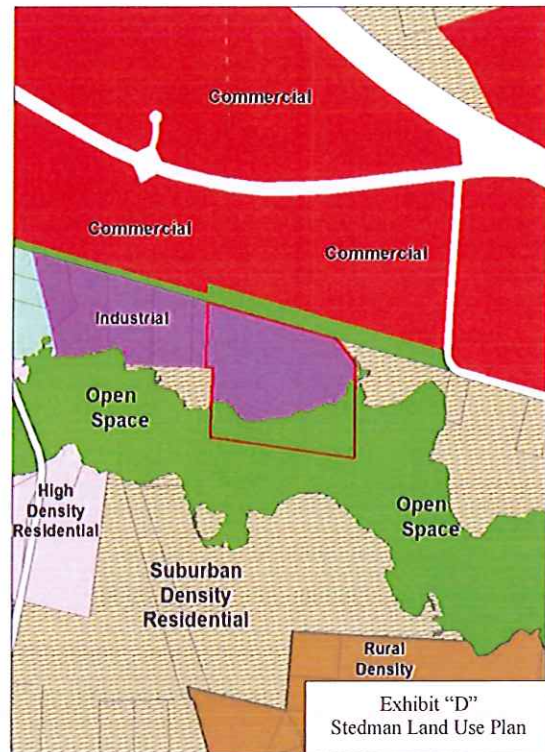 Commercial
Commercial
Commercial
Industrial
Open
Space
High
Density
Residential
Open
Space
Suburban
Density
Residential
Rural
Density
Exhibit “D”
Stedman Land Use Plan